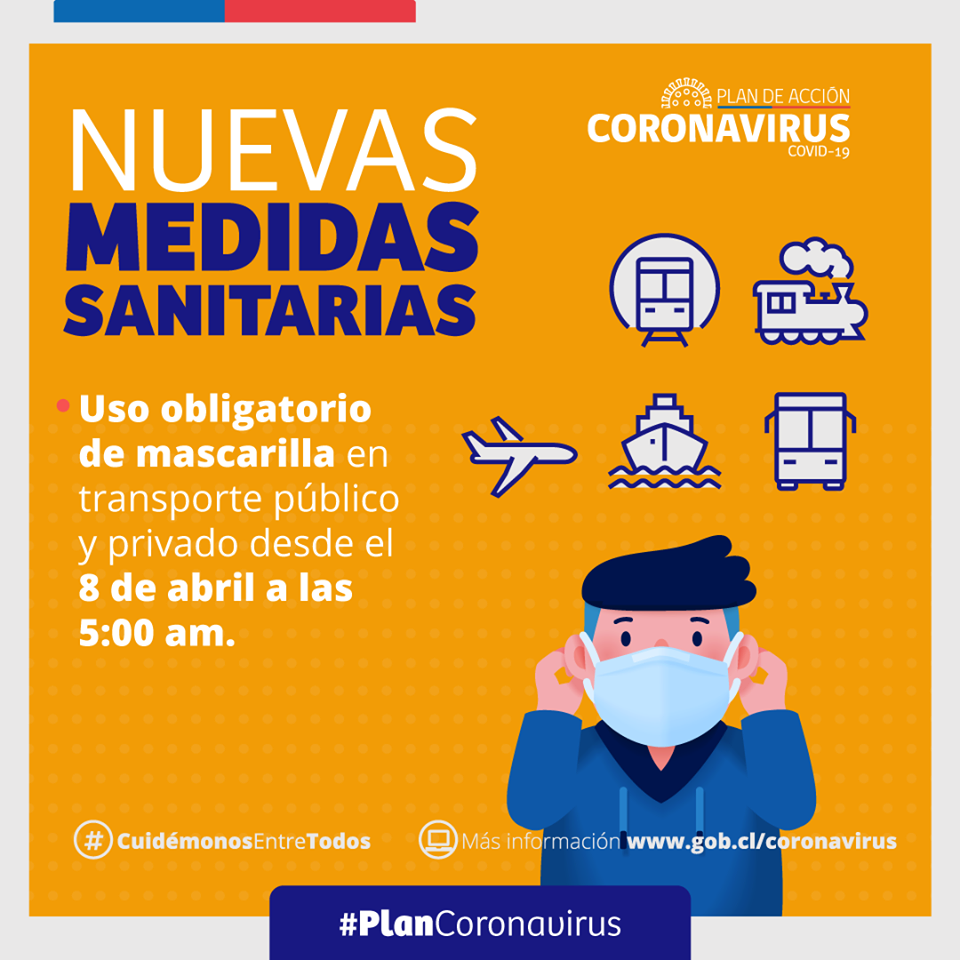 PLAN DE ACCIÓN
CORONAVIRUS
COVID-19
NUEVAS
MEDIDAS
SANITARIAS
Uso obligatorio
de mascarilla en
transporte público
y privado desde el
8 de abril a las
5:00 am.
# CuidémonosEntreTodos
Más información www.gob.cl/coronavirus
#PlanCoronavirus